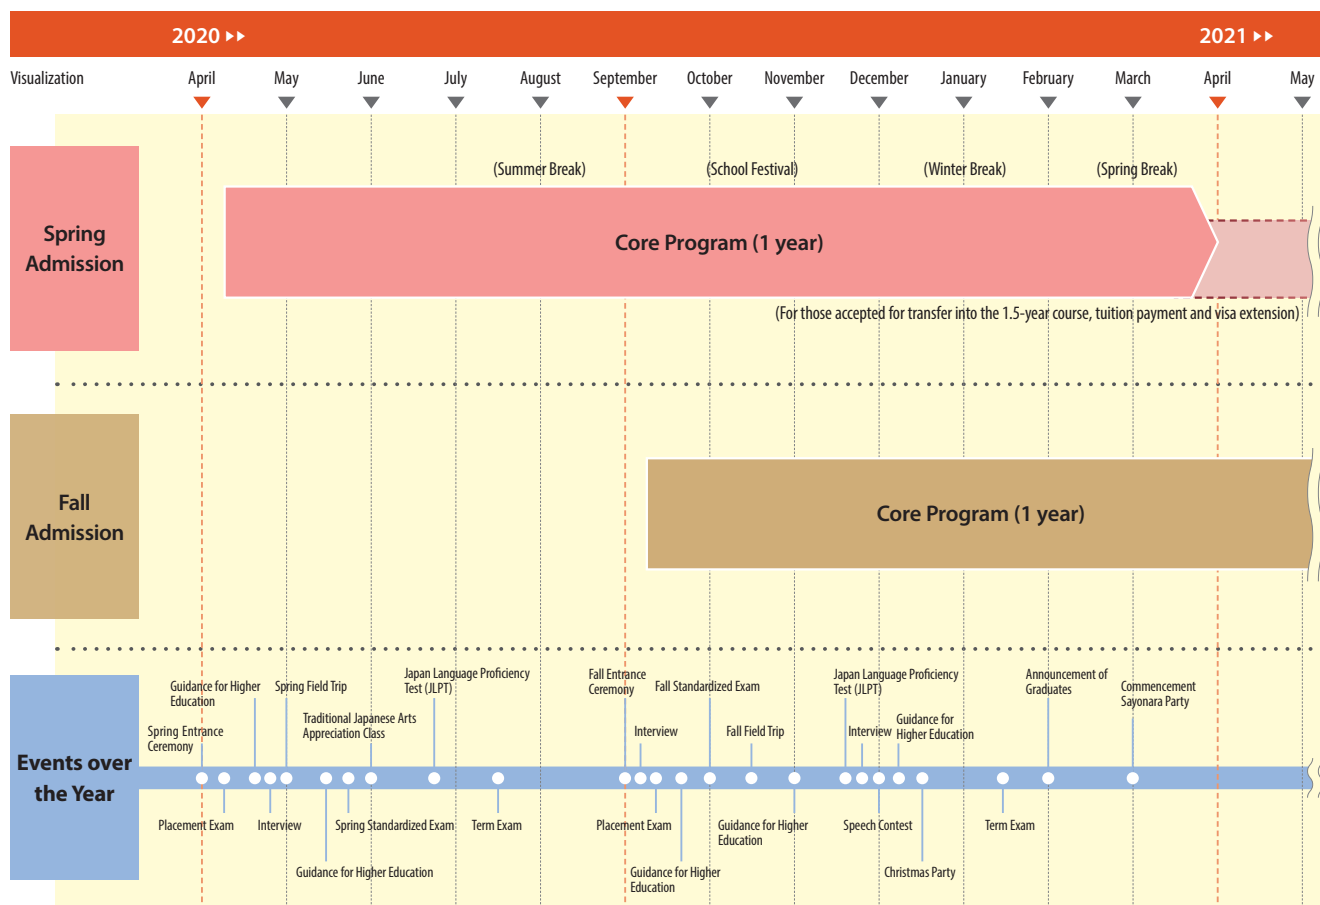 2020
2021
Visualization
April
May
June
July
August
September
October
November
December
January
February
March
April
May
Spring
Admission
(Summer Break)
(School Festival)
(Winter Break)
(Spring Break)
Core Program (1 year)
(For those accepted for transfer into the 1.5-year course, tuition payment and visa extension)
Fall
Admission
Core Program (1 year)
Events over
the Year
Spring Entrance
Ceremony
Guidance for Higher
Education
Spring Field Trip
Traditional Japanese Arts
Appreciation Class
Japan Language Proficiency
Test (JLPT)
Fall Entrance
Ceremony
Interview
Fall Standardized Exam
Fall Field Trip
Japan Language Proficiency
Test (JLPT)
Interview
Guidance for
Higher Education
Announcement of
Graduates
Commencement
Sayonara Party
Placement Exam
Interview
Guidance for Higher Education
Spring Standardized Exam
Term Exam
Placement Exam
Guidance for Higher
Education
Guidance for Higher
Education
Speech Contest
Christmas Party
Term Exam